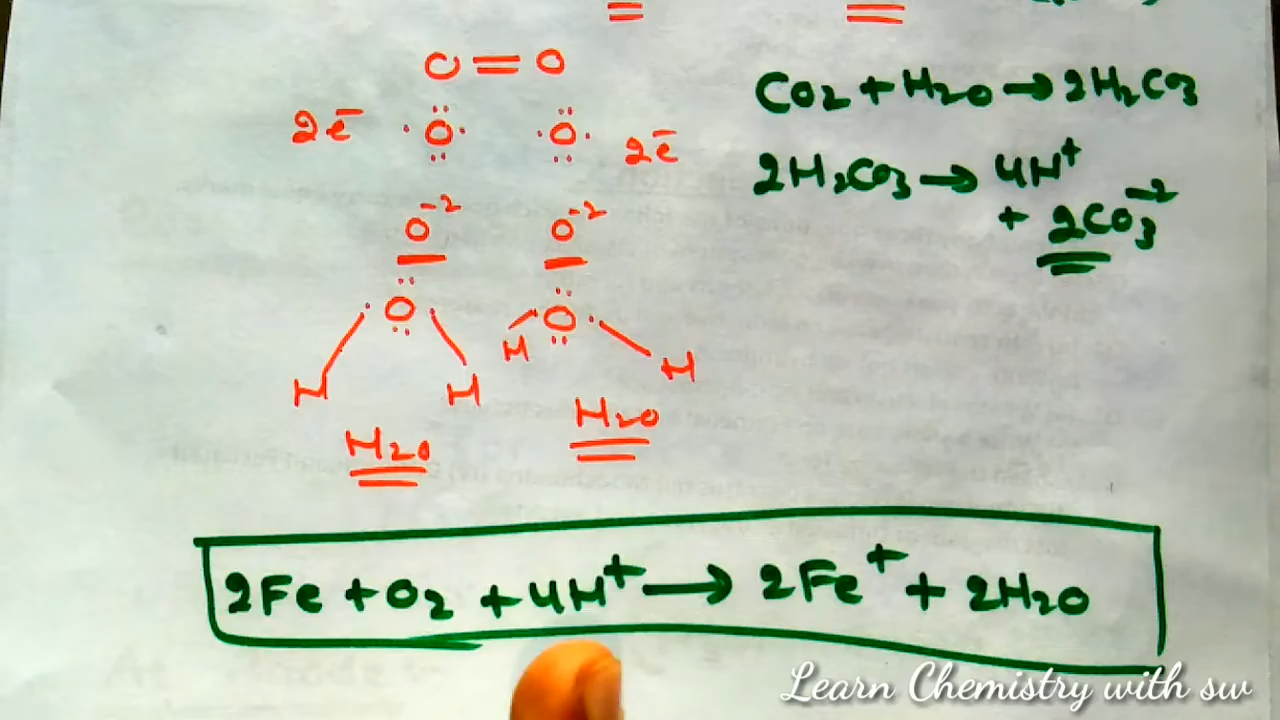 O = O
2e⁻ O O 2e⁻
O⁻² O⁻²
O O
H H H H
H₂O H₂O
CO₂ + H₂O → 2H₂CO₃
2H₂CO₃ → 4H⁺
+ 2CO₃⁻²
2Fe + O₂ + 4H⁺ → 2Fe⁺ + 2H₂O
Learn Chemistry with sw